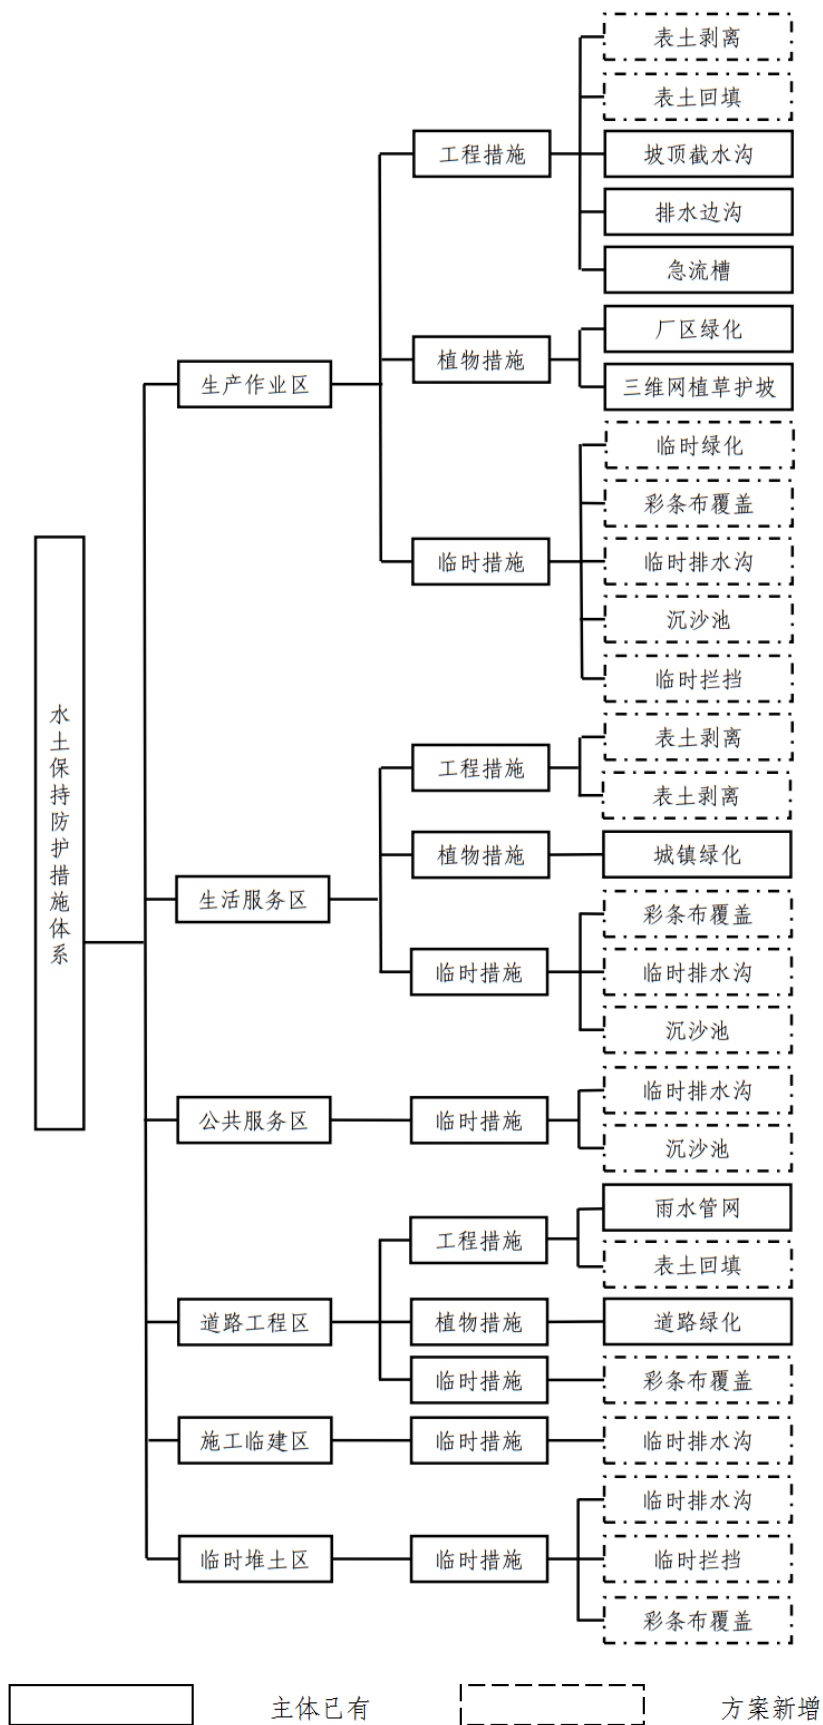 水土保持防护措施体系
生产作业区
工程措施
表土剥离
表土回填
坡顶截水沟
排水边沟
急流槽
植物措施
厂区绿化
三维网植草护坡
临时措施
临时绿化
彩条布覆盖
临时排水沟
沉沙池
临时拦挡
生活服务区
工程措施
表土剥离
表土剥离
植物措施
城镇绿化
临时措施
彩条布覆盖
临时排水沟
沉沙池
公共服务区
临时措施
临时排水沟
沉沙池
道路工程区
工程措施
雨水管网
表土回填
植物措施
道路绿化
临时措施
彩条布覆盖
施工临建区
临时措施
临时排水沟
临时堆土区
临时措施
临时排水沟
临时拦挡
彩条布覆盖
主体已有
方案新增